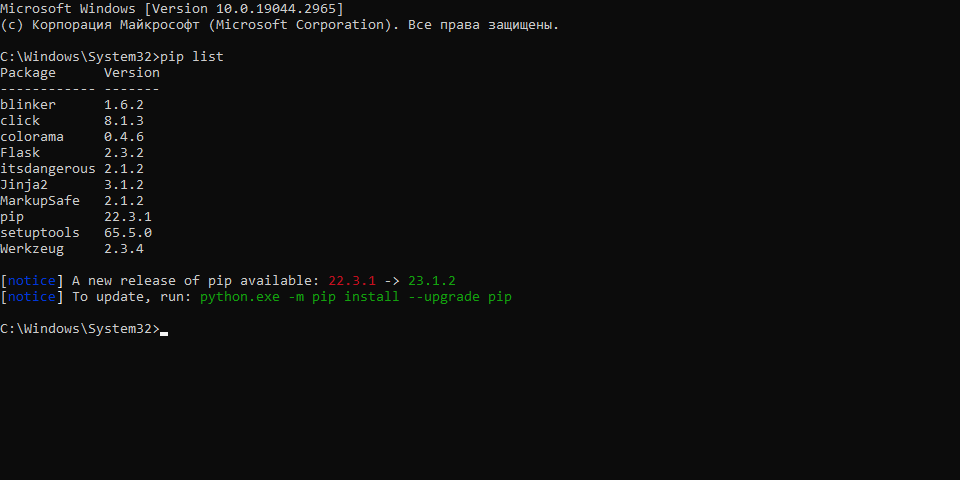 Microsoft Windows [Version 10.0.19044.2965]
(c) Корпорация Майкрософт (Microsoft Corporation). Все права защищены.
C:\Windows\System32>pip list
Package      Version
------------ -------
blinker      1.6.2
click        8.1.3
colorama     0.4.6
Flask        2.3.2
itsdangerous 2.1.2
Jinja2       3.1.2
MarkupSafe   2.1.2
pip          22.3.1
setuptools   65.5.0
Werkzeug     2.3.4
[notice] A new release of pip available: 22.3.1 -> 23.1.2
[notice] To update, run: python.exe -m pip install --upgrade pip
C:\Windows\System32>